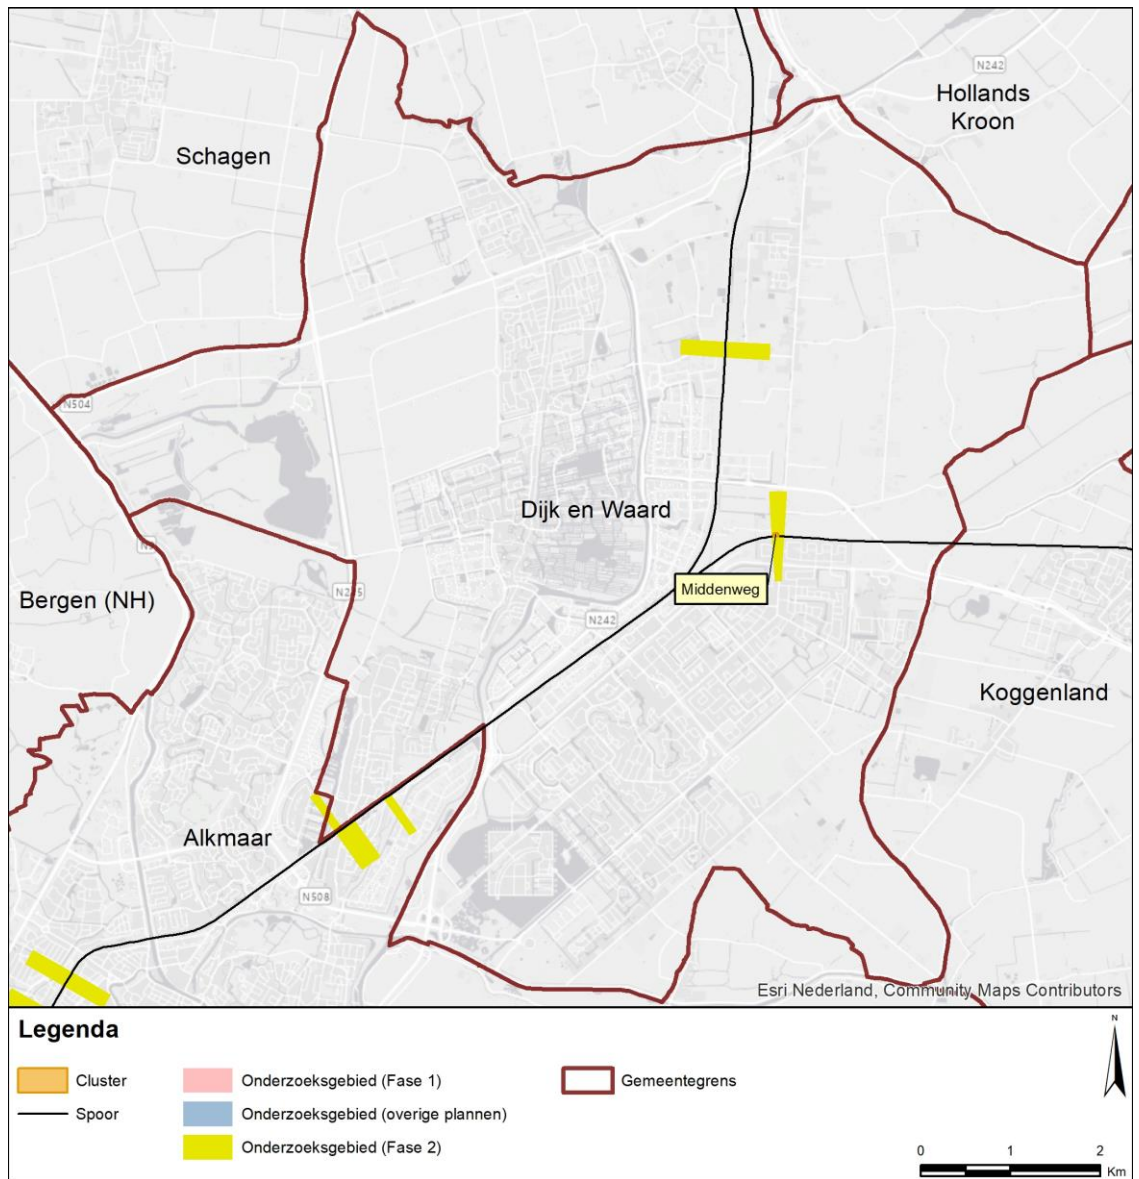 N242
Hollands
Kroon
Schagen
N504
Dijk en Waard
Bergen (NH)
Middenweg
N242
Koggenland
Alkmaar
N508
Esri Nederland, Community Maps Contributors
Legenda
Cluster
Spoor
Onderzoeksgebied (Fase 1)
Onderzoeksgebied (overige plannen)
Onderzoeksgebied (Fase 2)
Gemeentegrens
N
0 1 2
Km